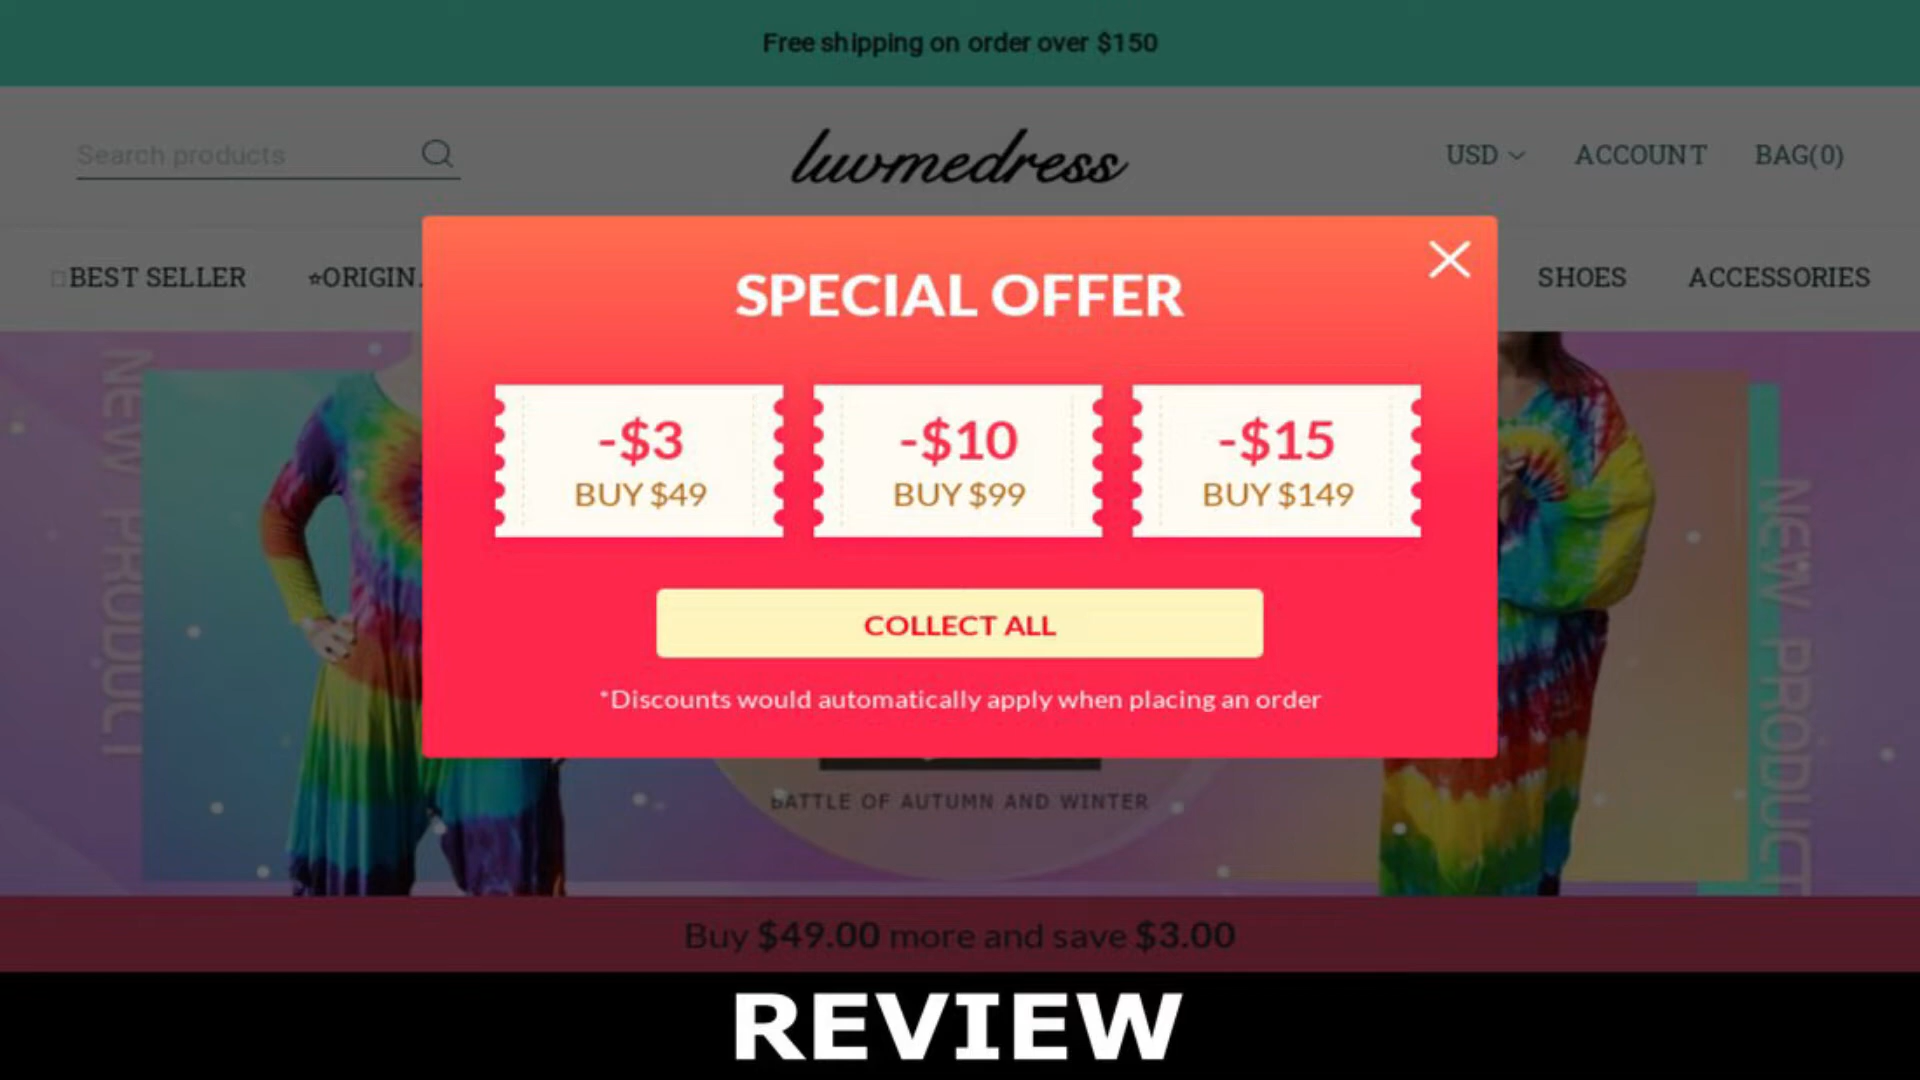 Free shipping on order over $150
Search products
luvmedress
USD ACCOUNT BAG(0)
BEST SELLER ☆ORIGIN SHOES ACCESSORIES
SPECIAL OFFER
-$3 -$10 -$15
BUY $49 BUY $99 BUY $149
COLLECT ALL
*Discounts would automatically apply when placing an order
NEW PRODUCT
NEW PRODUCT
BATTLE OF AUTUMN AND WINTER
Buy $49.00 more and save $3.00
REVIEW